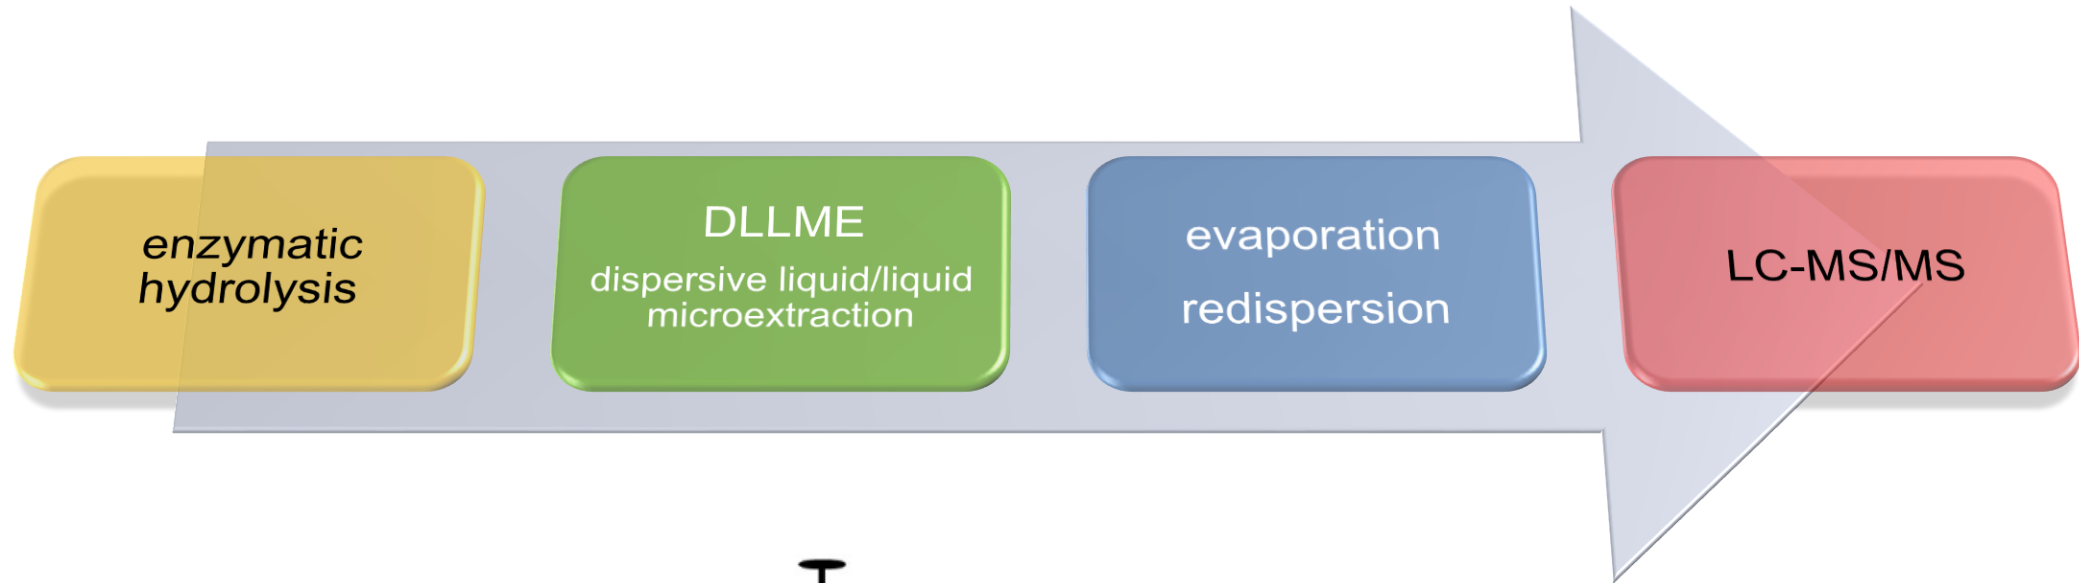 enzymatic
hydrolysis
DLLME
dispersive liquid/liquid
microextraction
evaporation
redispersion
LC-MS/MS